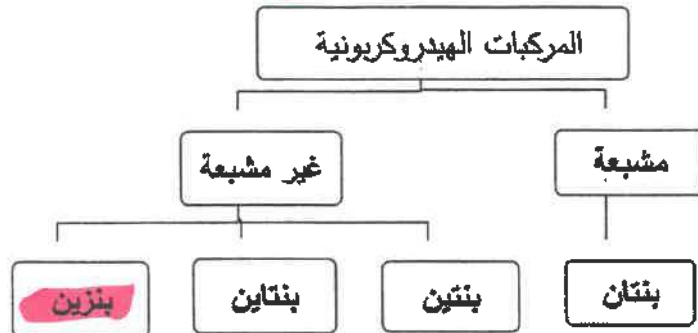 المركبات الهيدروكربونية
مشبعة
غير مشبعة
بنتان
بنتين
بنتاين
بنزين